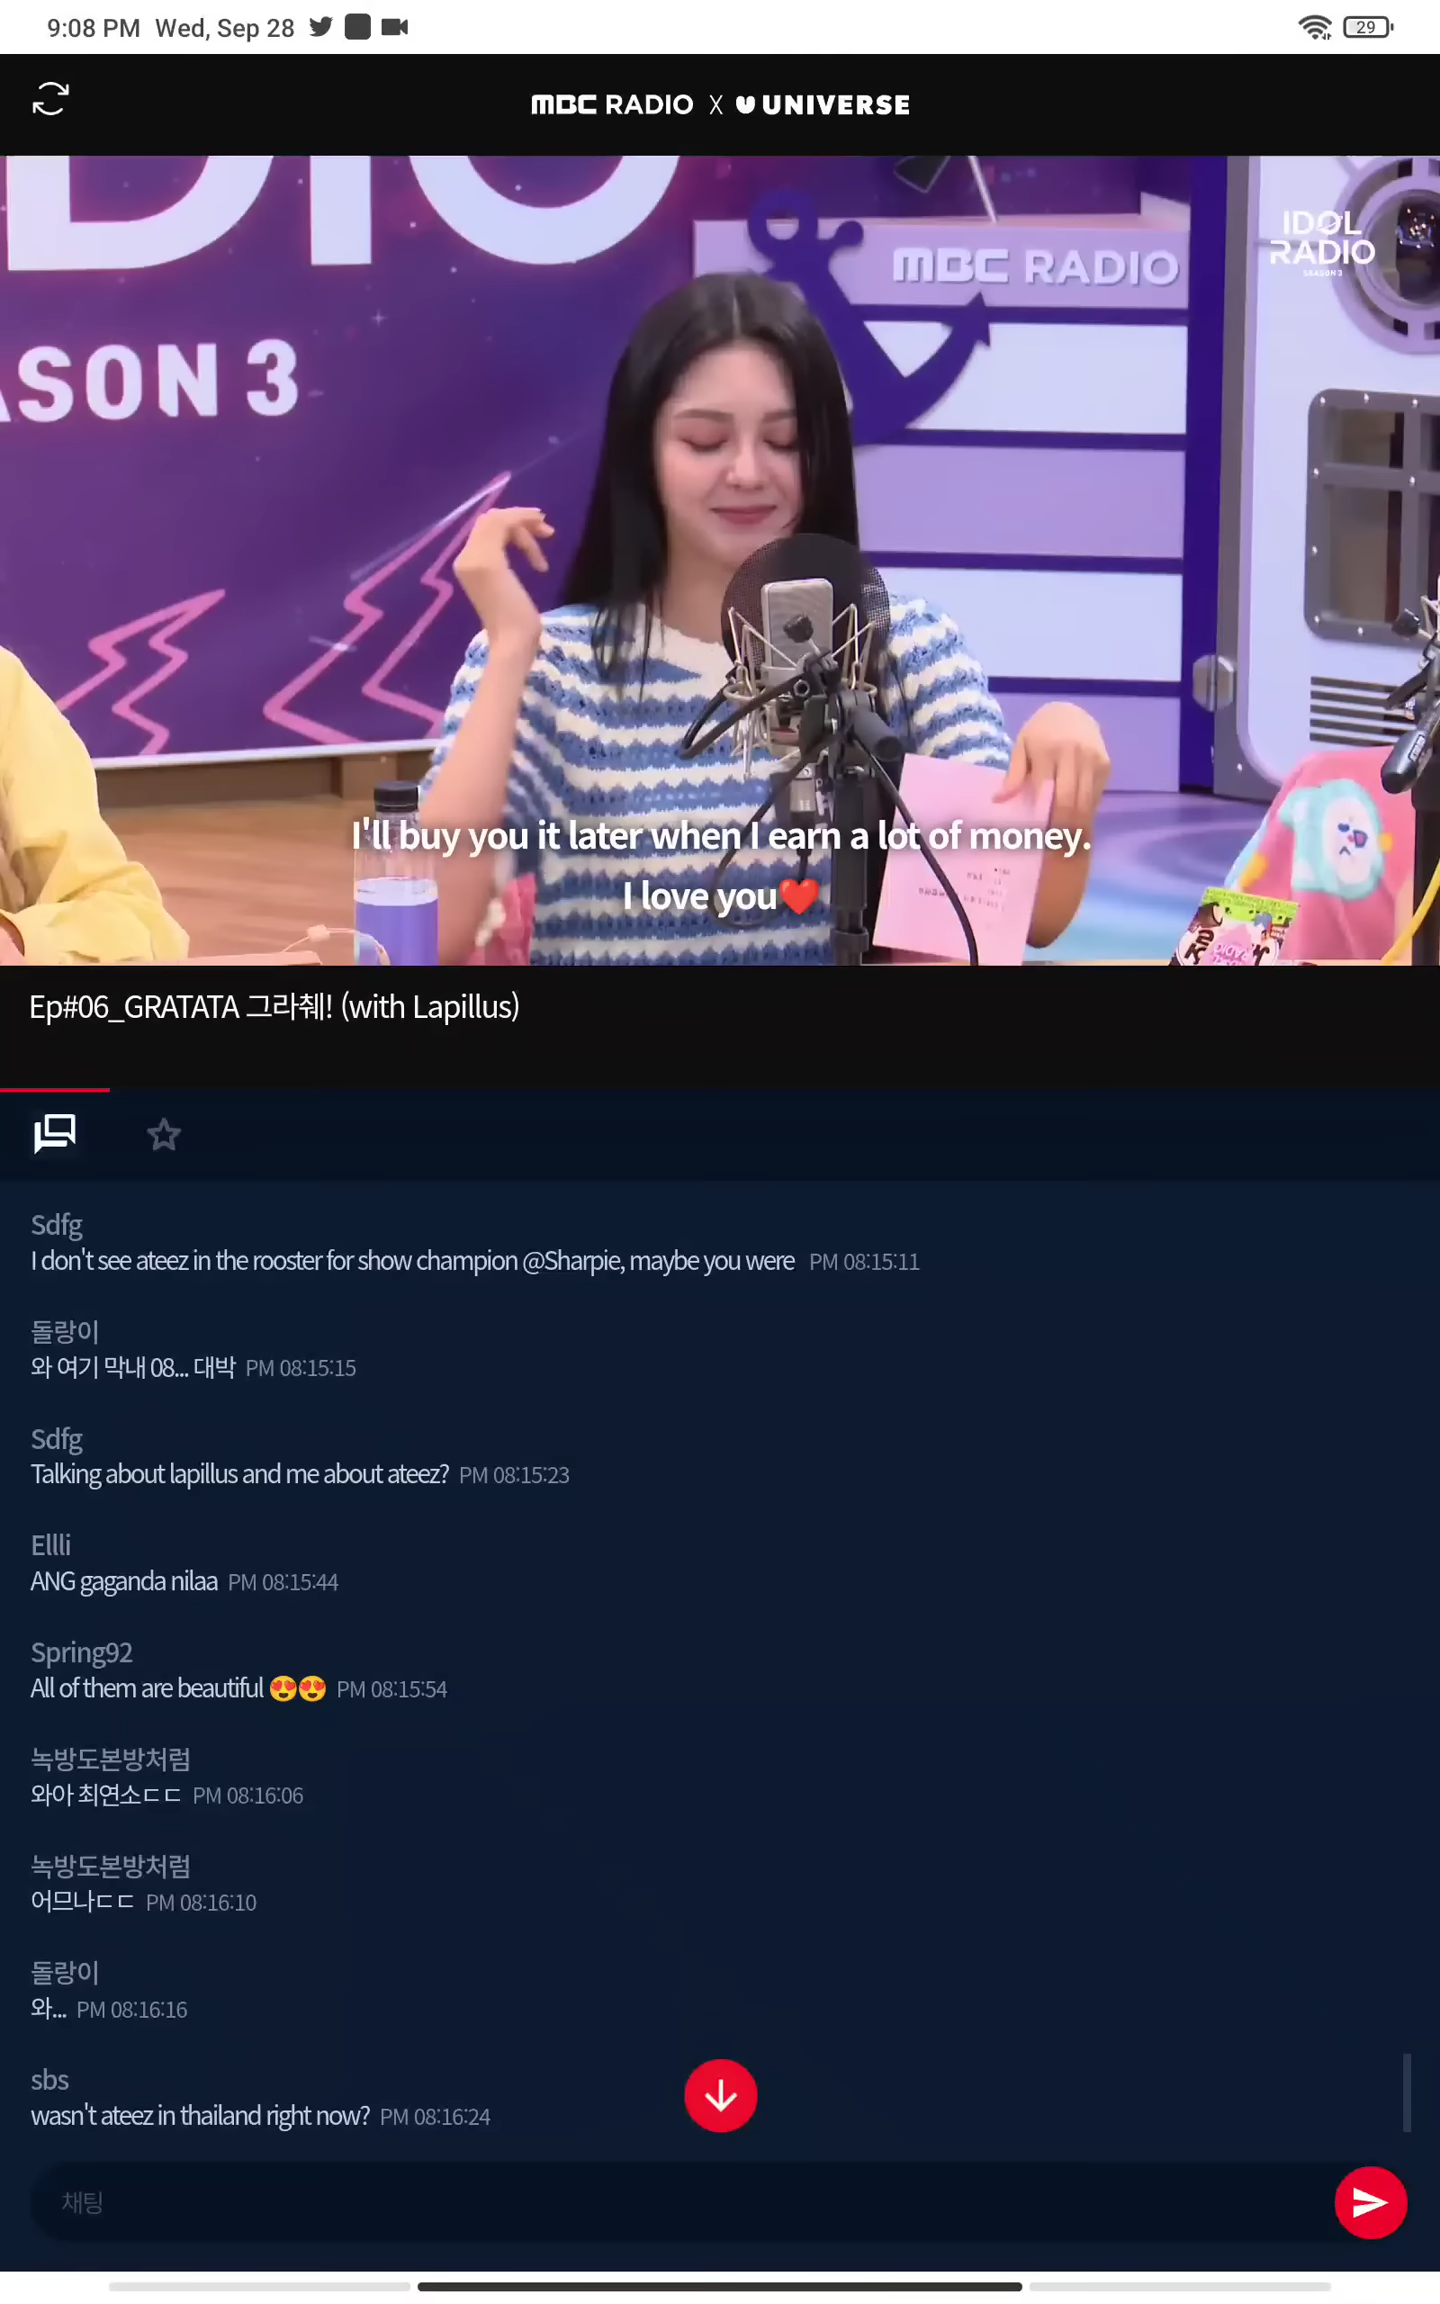 9:08 PM Wed, Sep 28
29
MBC RADIO X UNIVERSE
DIO
ASON 3
MBC RADIO
IDOL
RADIO
SEASON 3
I'll buy you it later when I earn a lot of money.
I love you❤️
Ep#06_GRATATA 그라췌! (with Lapillus)
Sdfg
I don't see ateez in the rooster for show champion @Sharpie, maybe you were PM 08:15:11
돌랑이
와 여기 막내 08... 대박 PM 08:15:15
Sdfg
Talking about lapillus and me about ateez? PM 08:15:23
Ellli
ANG gaganda nilaa PM 08:15:44
Spring92
All of them are beautiful 😍😍 PM 08:15:54
녹방도본방처럼
와아 최연소ㄷㄷ PM 08:16:06
녹방도본방처럼
어므나ㄷㄷ PM 08:16:10
돌랑이
와... PM 08:16:16
sbs
wasn't ateez in thailand right now? PM 08:16:24
채팅